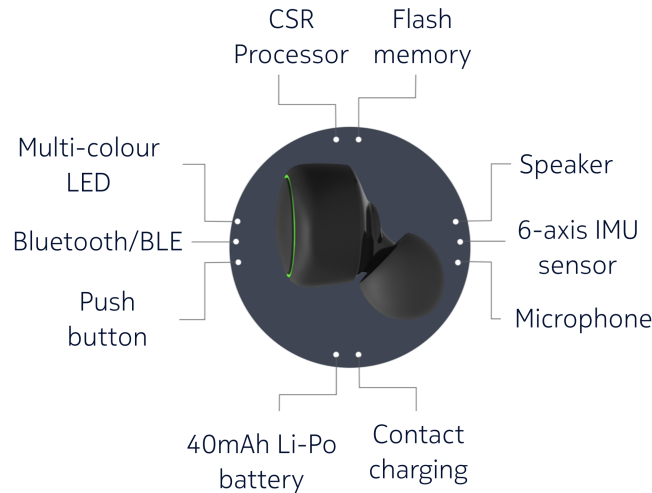 CSR
Processor
Flash
memory
Multi-colour
LED
Bluetooth/BLE
Push
button
Speaker
6-axis IMU
sensor
Microphone
40mAh Li-Po
battery
Contact
charging